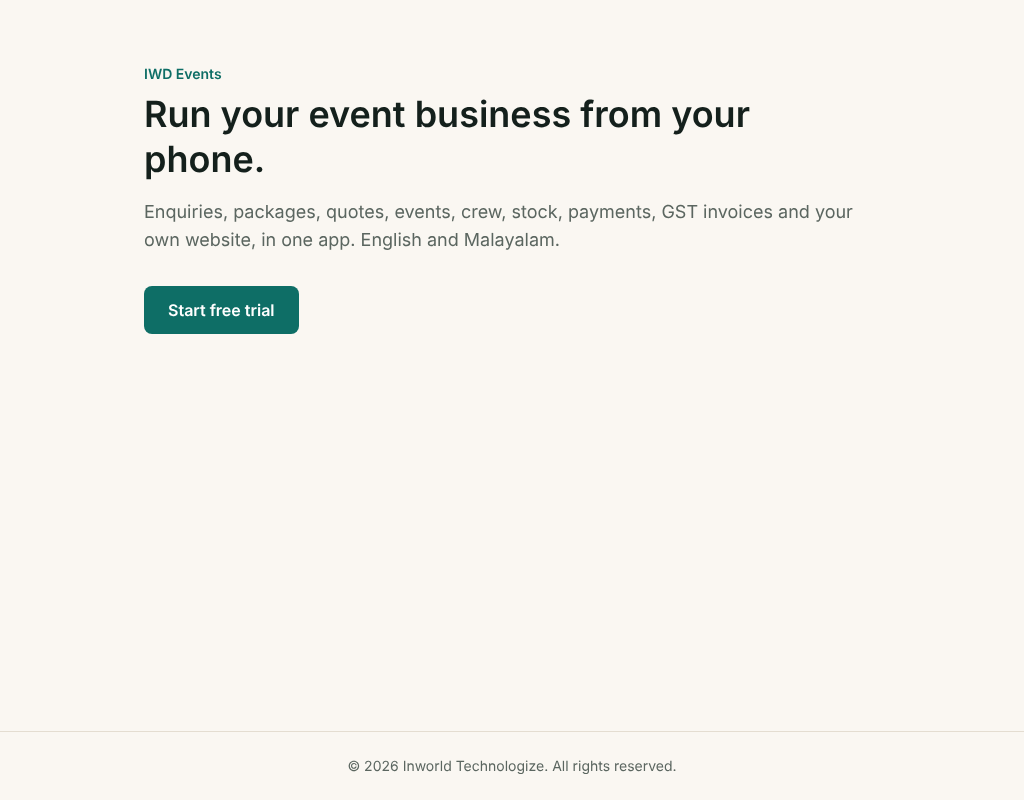 IWD Events
Run your event business from your
phone.
Enquiries, packages, quotes, events, crew, stock, payments, GST invoices and your
own website, in one app. English and Malayalam.
Start free trial
© 2026 Inworld Technologize. All rights reserved.